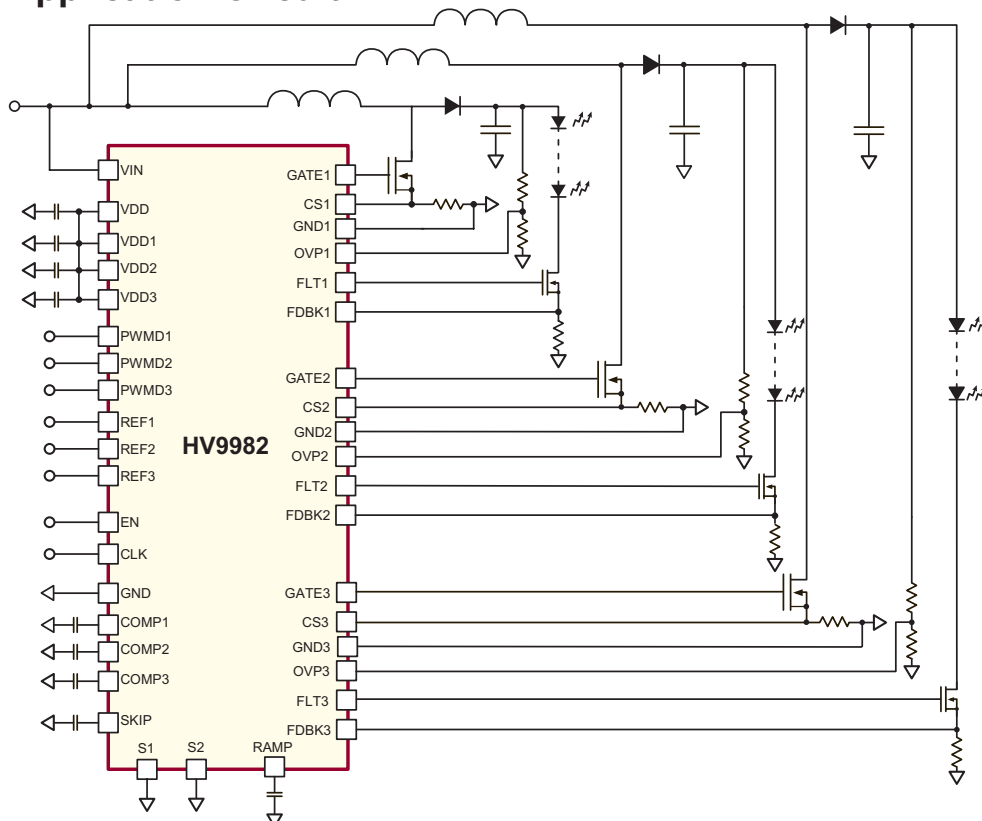 VIN
VDD
VDD1
VDD2
VDD3
PWMD1
PWMD2
PWMD3
REF1
REF2
REF3
EN
CLK
GND
COMP1
COMP2
COMP3
SKIP
HV9982
GATE1
CS1
GND1
OVP1
FLT1
FDBK1
GATE2
CS2
GND2
OVP2
FLT2
FDBK2
GATE3
CS3
GND3
OVP3
FLT3
FDBK3
S1
S2
RAMP